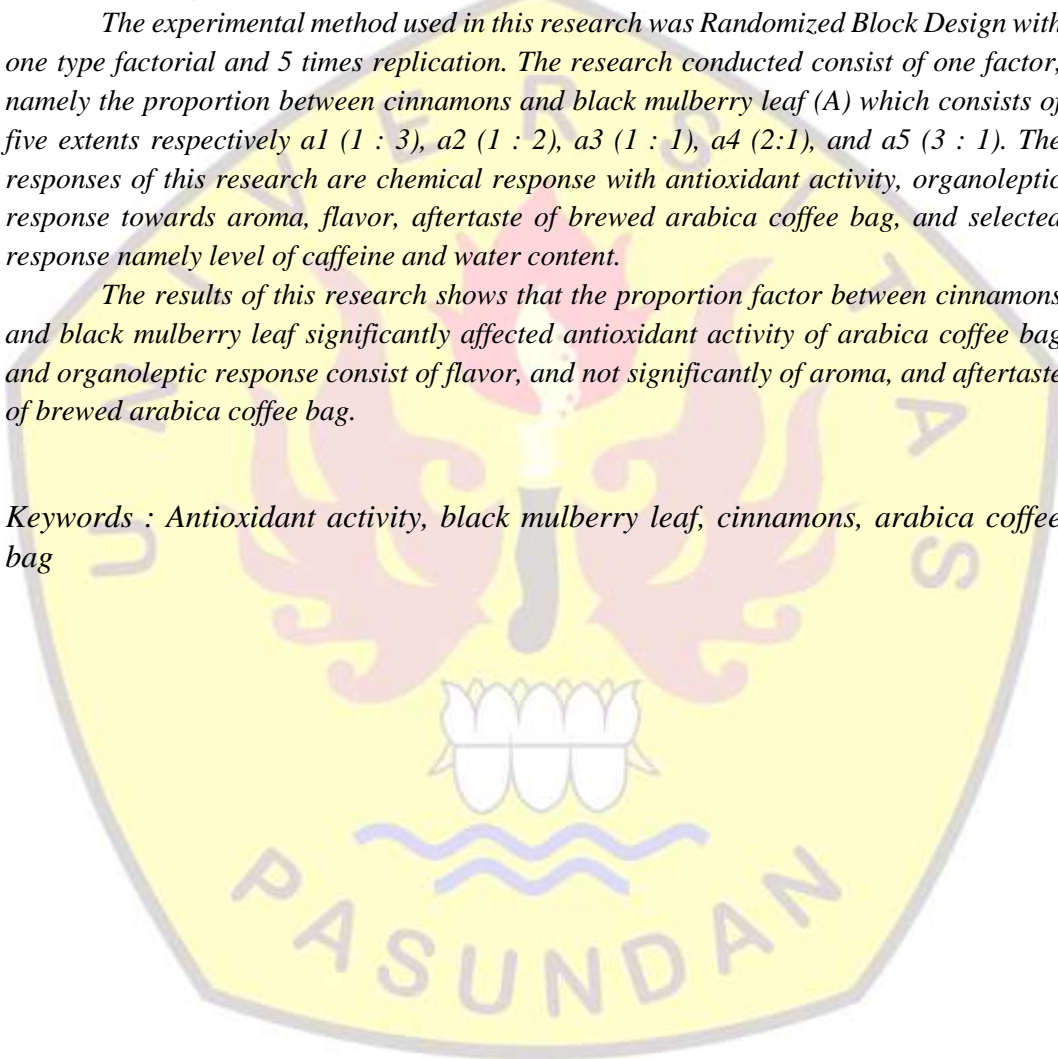 The experimental method used in this research was Randomized Block Design with
one type factorial and 5 times replication. The research conducted consist of one factor,
namely the proportion between cinnamons and black mulberry leaf (A) which consists of
five extents respectively a1 (1 : 3), a2 (1 : 2), a3 (1 : 1), a4 (2:1), and a5 (3 : 1). The
responses of this research are chemical response with antioxidant activity, organoleptic
response towards aroma, flavor, aftertaste of brewed arabica coffee bag, and selected
response namely level of caffeine and water content.
The results of this research shows that the proportion factor between cinnamons
and black mulberry leaf significantly affected antioxidant activity of arabica coffee bag
and organoleptic response consist of flavor, and not significantly of aroma, and aftertaste
of brewed arabica coffee bag.
Keywords : Antioxidant activity, black mulberry leaf, cinnamons, arabica coffee
bag
UNIVERSITAS
PASUNDAN